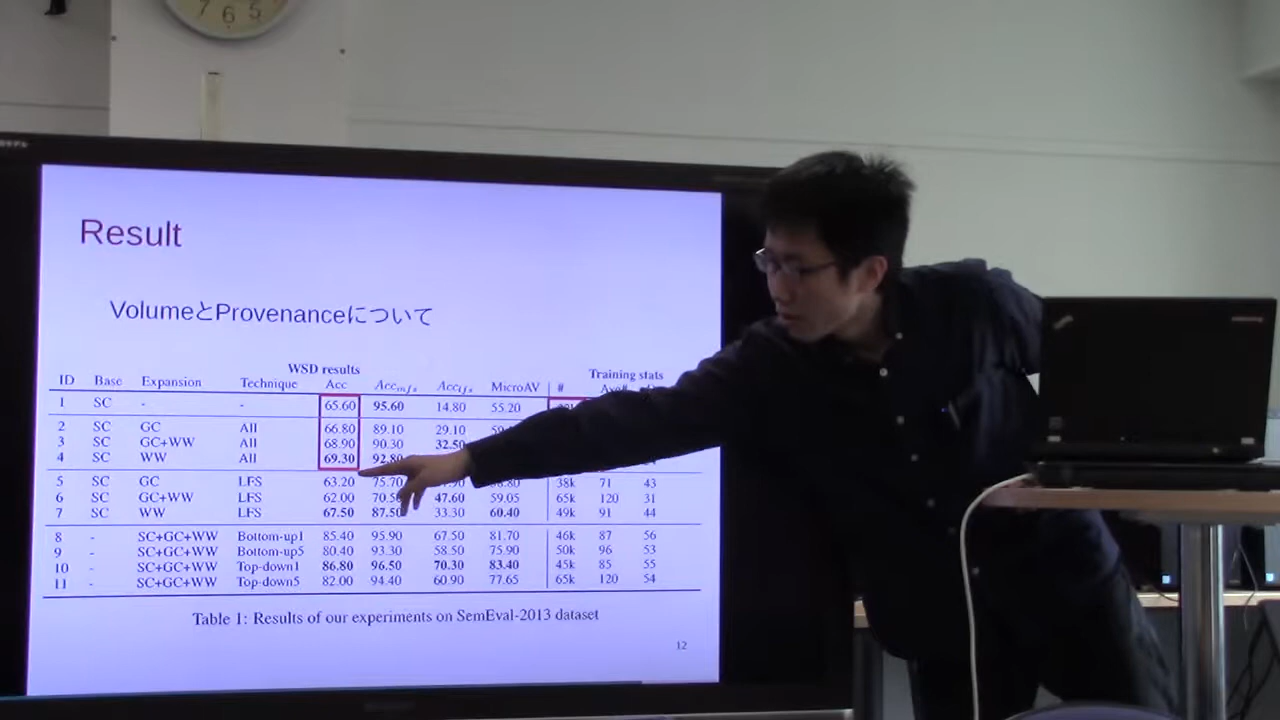 7 6 5
Result
VolumeとProvenanceについて
WSD results Training stats
ID Base Expansion Technique Acc Accmfs Acclfs MicroAV #
1 SC - - 65.60 95.60 14.80 55.20
2 SC GC All 66.80 89.10 29.10
3 SC GC+WW All 68.90 90.30 32.50
4 SC WW All 69.30 92.80
5 SC GC LFS 63.20 75.70 38k 71 43
6 SC GC+WW LFS 62.00 70.50 47.60 59.05 65k 120 31
7 SC WW LFS 67.50 87.50 33.30 60.40 49k 91 44
8 - SC+GC+WW Bottom-up1 85.40 95.90 67.50 81.70 46k 87 56
9 - SC+GC+WW Bottom-up5 80.40 93.30 58.50 75.90 50k 96 53
10 - SC+GC+WW Top-down1 86.80 96.50 70.30 83.40 45k 85 55
11 - SC+GC+WW Top-down5 82.00 94.40 60.90 77.65 65k 120 54
Table 1: Results of our experiments on SemEval-2013 dataset
12